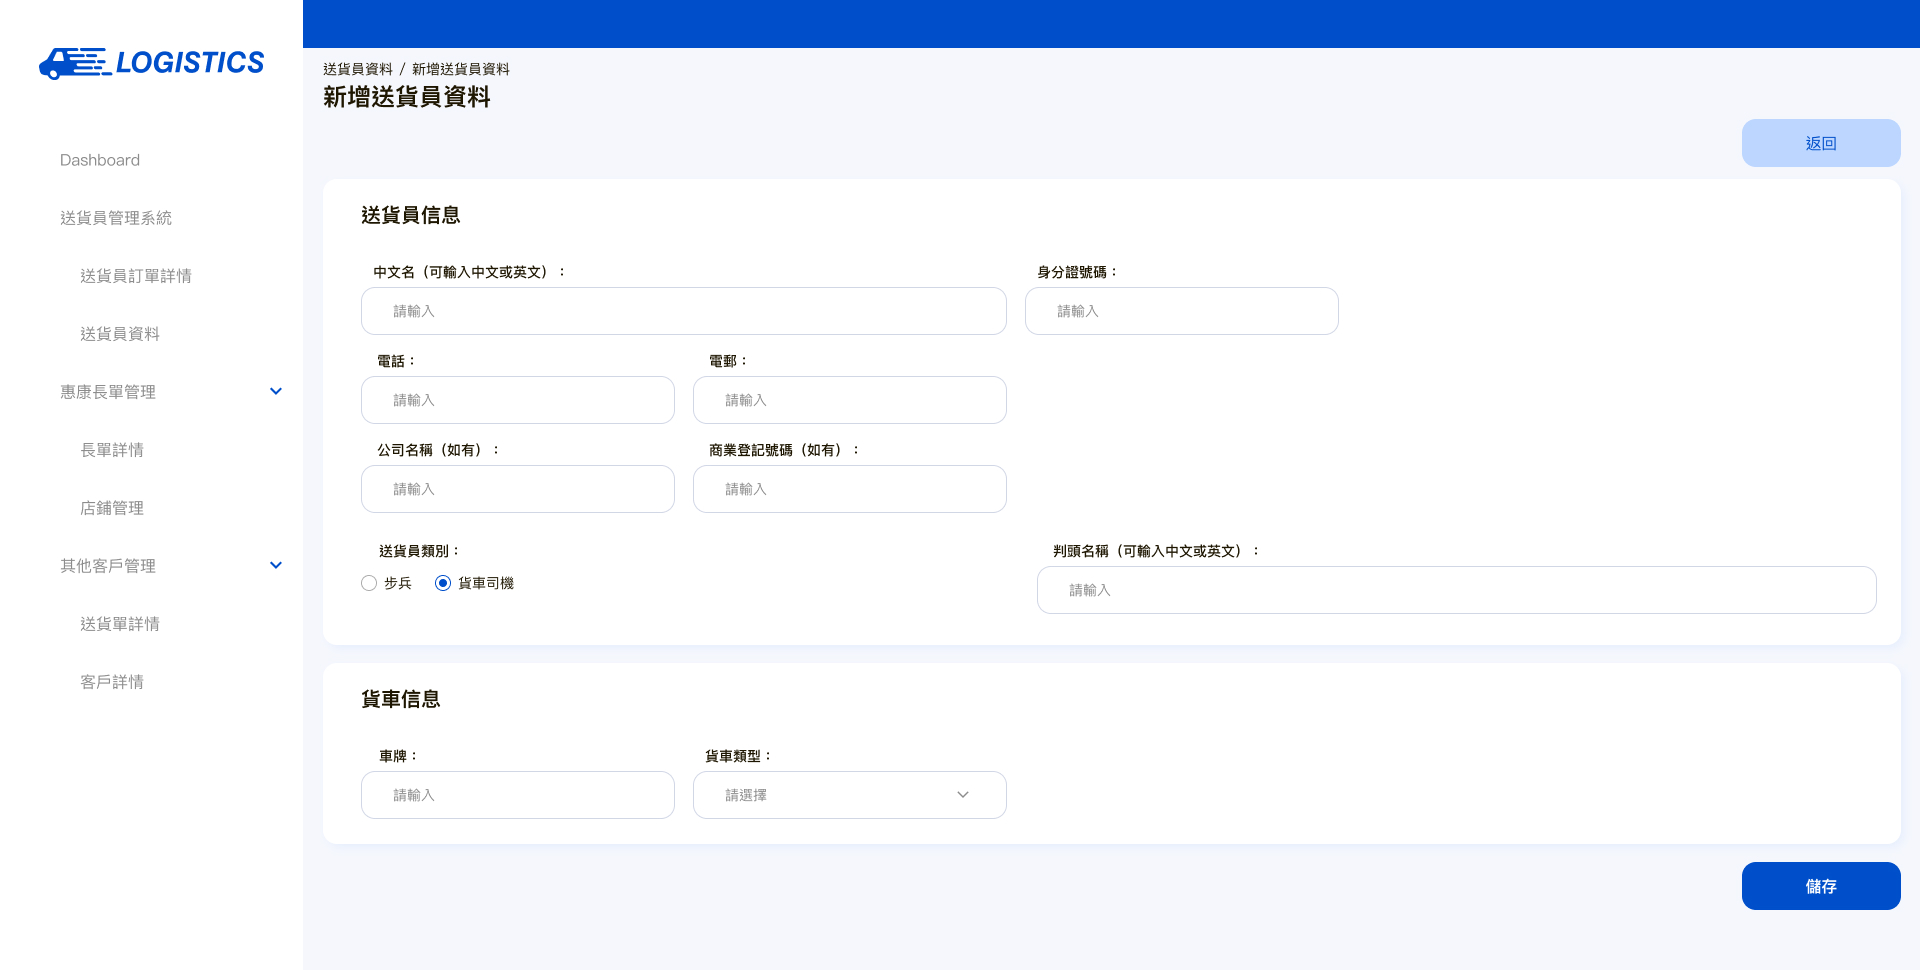 LOGISTICS
Dashboard
送貨員管理系統
送貨員訂單詳情
送貨員資料
惠康長單管理
長單詳情
店鋪管理
其他客戶管理
送貨單詳情
客戶詳情
送貨員資料 / 新增送貨員資料
新增送貨員資料
返回
送貨員信息
中文名（可輸入中文或英文）：
身分證號碼：
請輸入
請輸入
電話：
電郵：
請輸入
請輸入
公司名稱（如有）：
商業登記號碼（如有）：
請輸入
請輸入
送貨員類別：
判頭名稱（可輸入中文或英文）：
步兵
貨車司機
請輸入
貨車信息
車牌：
貨車類型：
請輸入
請選擇
儲存